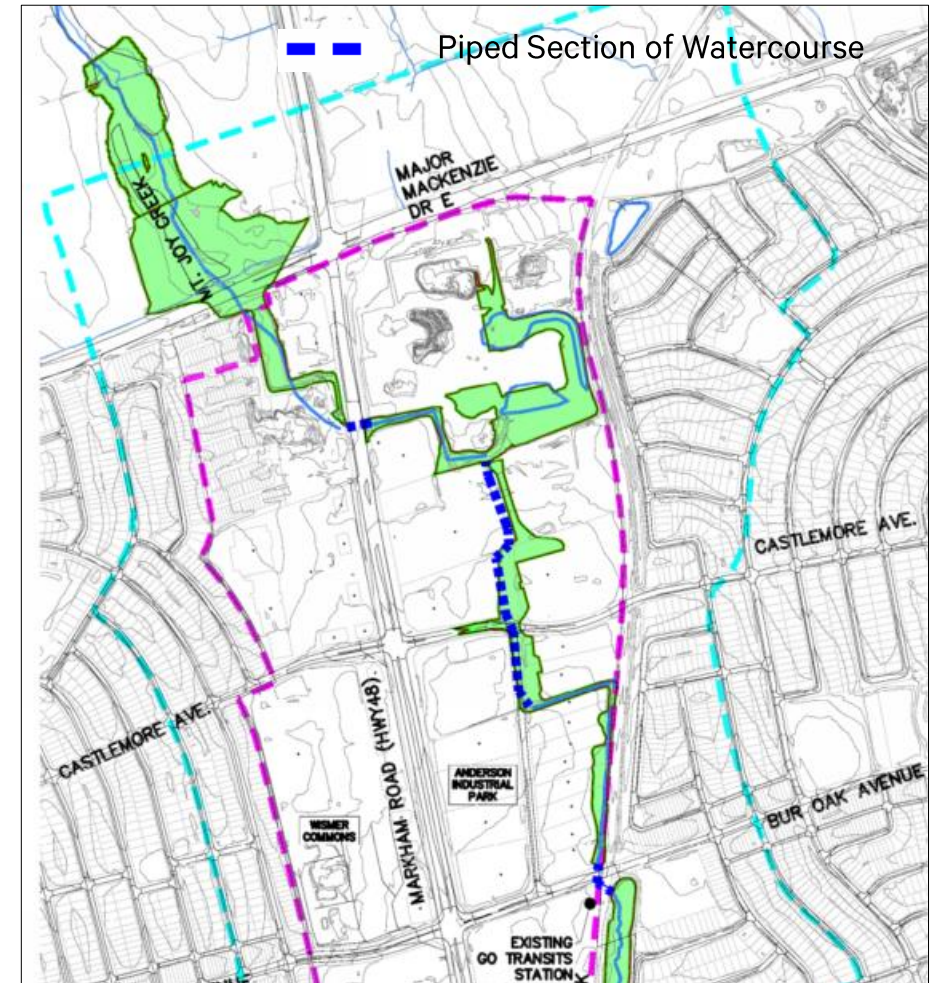 Piped Section of Watercourse
MAJOR
MACKENZIE
DR E
MT. JOY CREEK
CASTLEMORE AVE.
CASTLEMORE AVE.
MARKHAM ROAD (HWY48)
ANDERSON
INDUSTRIAL
PARK
BUR OAK AVENUE
WISMER
COMMONS
EXISTING
GO TRANSITS
STATION